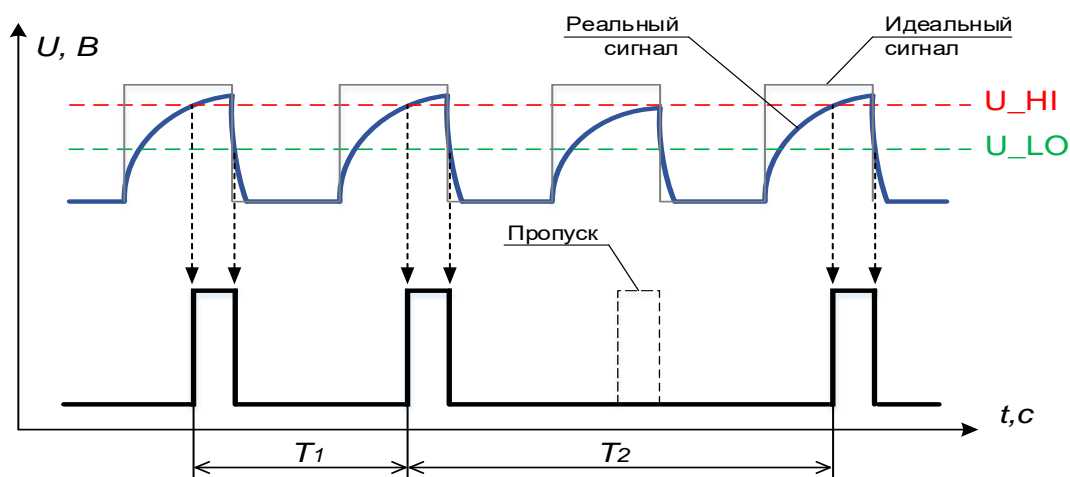 U, В
Реальный
сигнал
Идеальный
сигнал
U_HI
U_LO
Пропуск
t,c
T1
T2